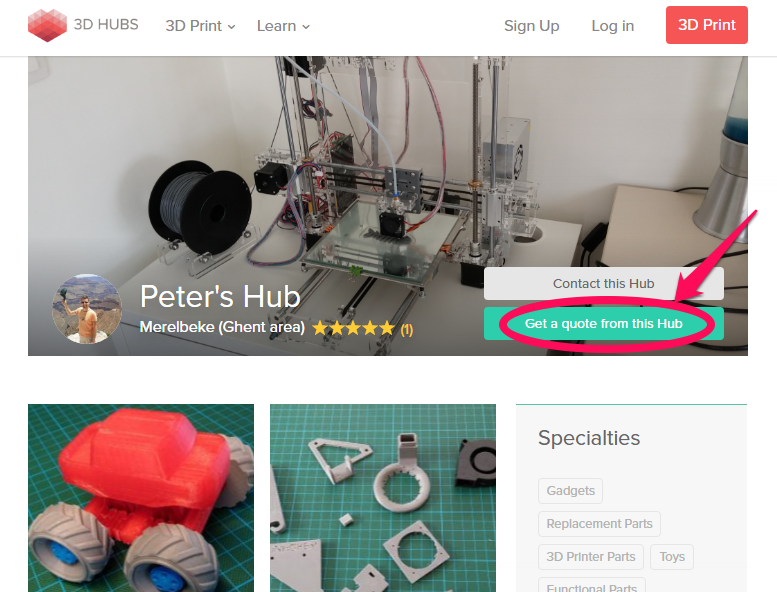 3D HUBS
3D Print
Learn
Sign Up
Log in
3D Print
Contact this Hub
Peter's Hub
Merelbeke (Ghent area) (1)
Get a quote from this Hub
Specialties
Gadgets
Replacement Parts
3D Printer Parts
Toys
Functional Parts